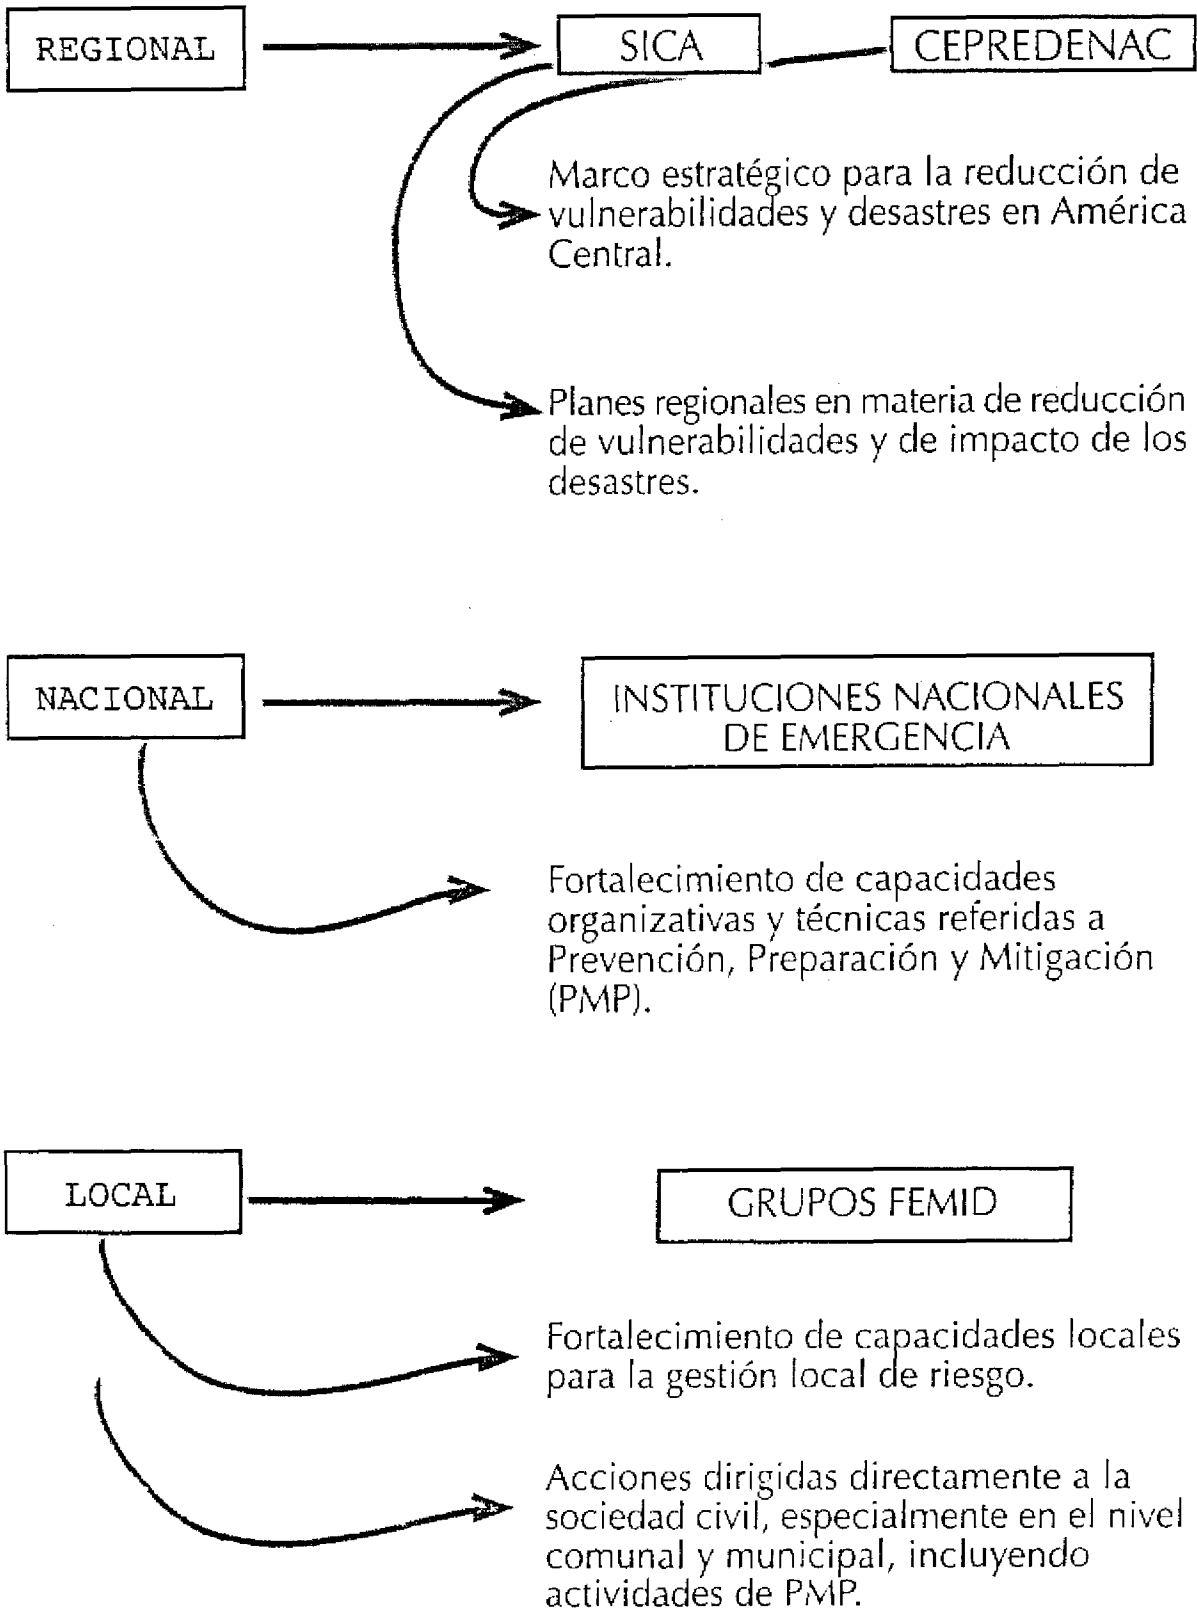 REGIONAL
SICA
CEPREDENAC
Marco estratégico para la reducción de
vulnerabilidades y desastres en América
Central.
Planes regionales en materia de reducción
de vulnerabilidades y de impacto de los
desastres.
NACIONAL
INSTITUCIONES NACIONALES
DE EMERGENCIA
Fortalecimiento de capacidades
organizativas y técnicas referidas a
Prevención, Preparación y Mitigación
(PMP).
LOCAL
GRUPOS FEMID
Fortalecimiento de capacidades locales
para la gestión local de riesgo.
Acciones dirigidas directamente a la
sociedad civil, especialmente en el nivel
comunal y municipal, incluyendo
actividades de PMP.